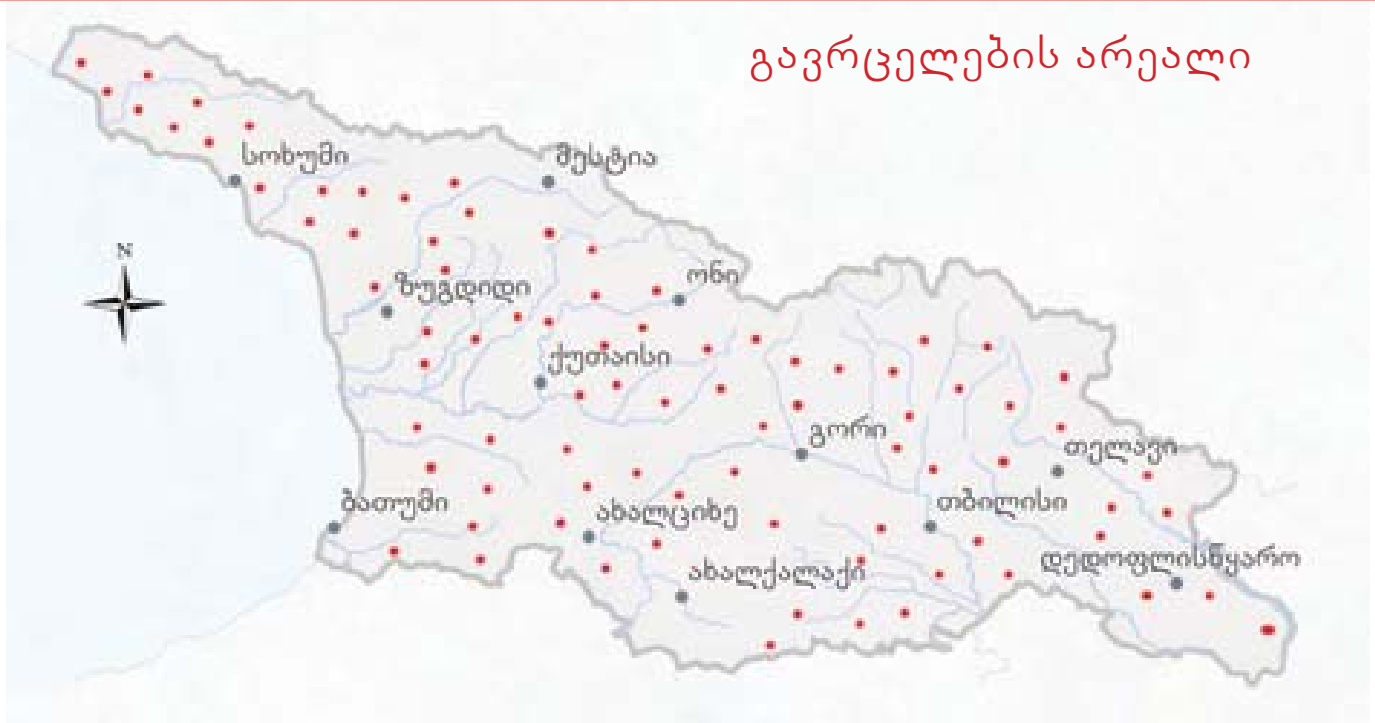 გავრცელების არეალი
სოხუმი
მესტია
N
ონი
ზუგდიდი
ქუთაისი
გორი
თელავი
ბათუმი
ახალციხე
თბილისი
დედოფლისწყარო
ახალქალაქი